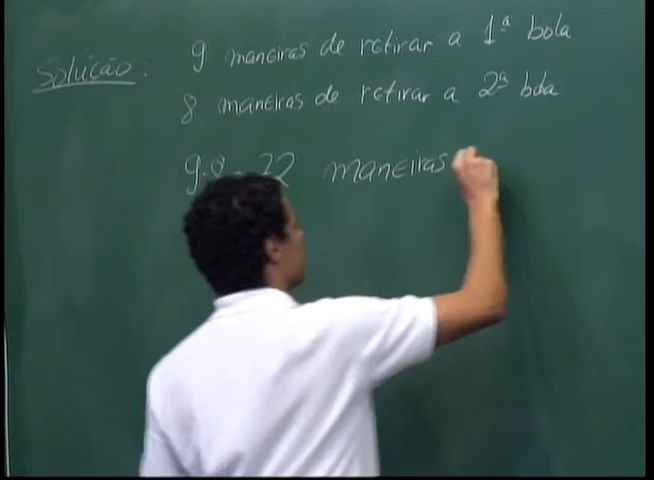 Solução: 9 maneiras de retirar a 1ª bola
8 maneiras de retirar a 2ª bola
9.8 72 maneiras